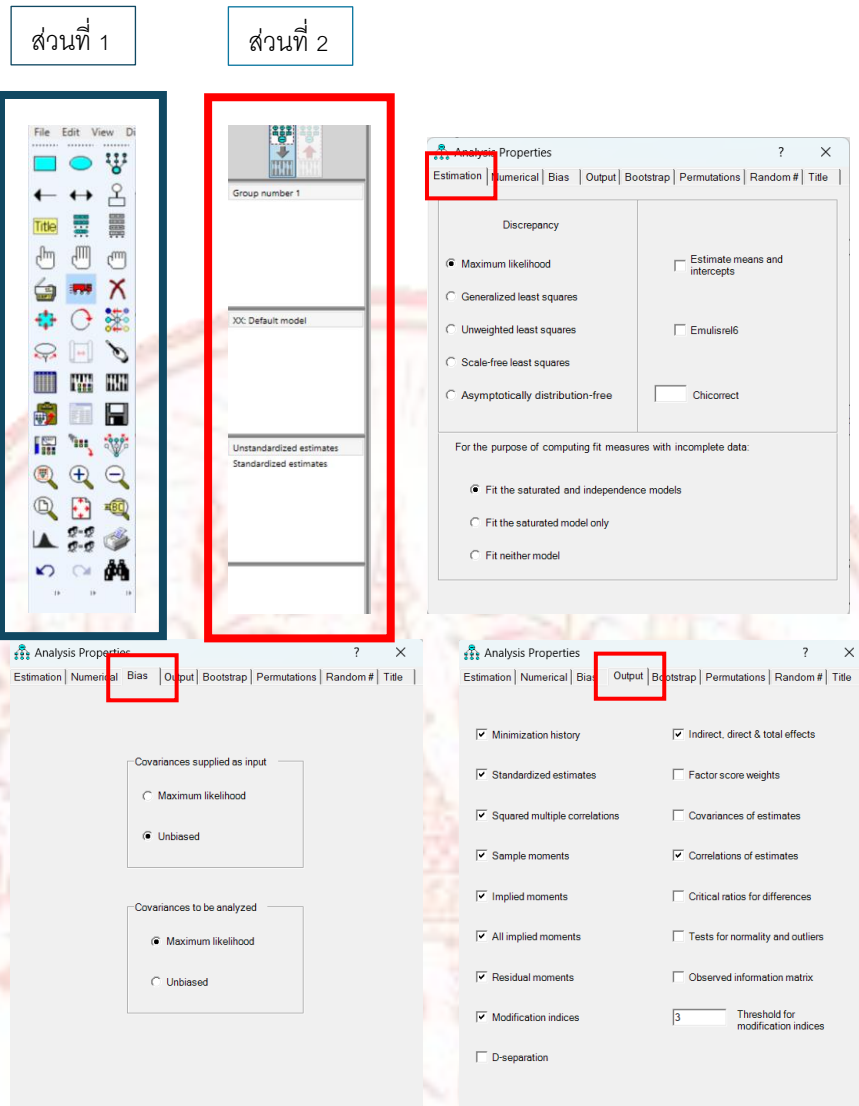 ส่วนที่ 1
ส่วนที่ 2
File Edit View Di
Title
Group number 1
XX: Default model
Unstandardized estimates
Standardized estimates
Analysis Properties ? X
Estimation Numerical Bias Output Bootstrap Permutations Random # Title
Discrepancy
Maximum likelihood
Generalized least squares
Unweighted least squares
Scale-free least squares
Asymptotically distribution-free
Estimate means and
intercepts
Emulisrel6
Chicorrect
For the purpose of computing fit measures with incomplete data:
Fit the saturated and independence models
Fit the saturated model only
Fit neither model
Analysis Properties ? X
Estimation Numerical Bias Output Bootstrap Permutations Random # Title
Covariances supplied as input
Maximum likelihood
Unbiased
Covariances to be analyzed
Maximum likelihood
Unbiased
Analysis Properties ? X
Estimation Numerical Bias Output Bootstrap Permutations Random # Title
Minimization history
Standardized estimates
Squared multiple correlations
Sample moments
Implied moments
All implied moments
Residual moments
Modification indices
D-separation
Indirect, direct & total effects
Factor score weights
Covariances of estimates
Correlations of estimates
Critical ratios for differences
Tests for normality and outliers
Observed information matrix
3 Threshold for
modification indices